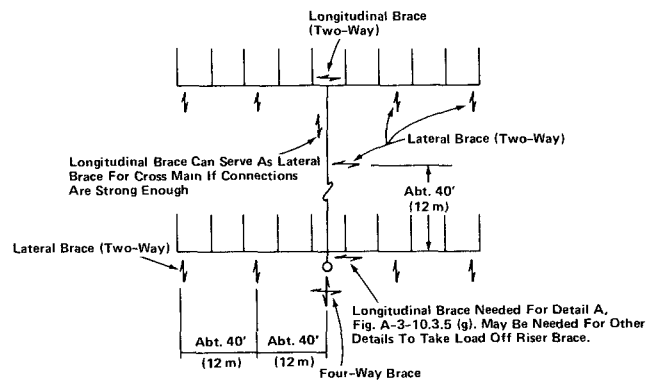 Longitudinal Brace
(Two-Way)
Lateral Brace (Two-Way)
Longitudinal Brace Can Serve As Lateral
Brace For Cross Main If Connections
Are Strong Enough
Abt. 40'
(12 m)
Lateral Brace (Two-Way)
Longitudinal Brace Needed For Detail A,
Fig. A-3-10.3.5 (g). May Be Needed For Other
Details To Take Load Off Riser Brace.
Abt. 40' Abt. 40'
(12 m) (12 m)
Four-Way Brace